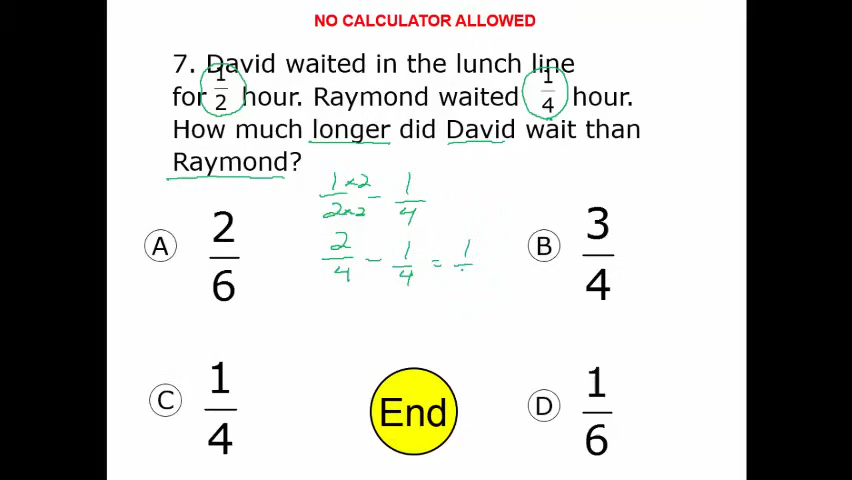 NO CALCULATOR ALLOWED
7. David waited in the lunch line
for 1/2 hour. Raymond waited 1/4 hour.
How much longer did David wait than
Raymond?
1×2/2×2 - 1/4
2/4 - 1/4 = 1/
A 2/6
B 3/4
C 1/4
End
D 1/6